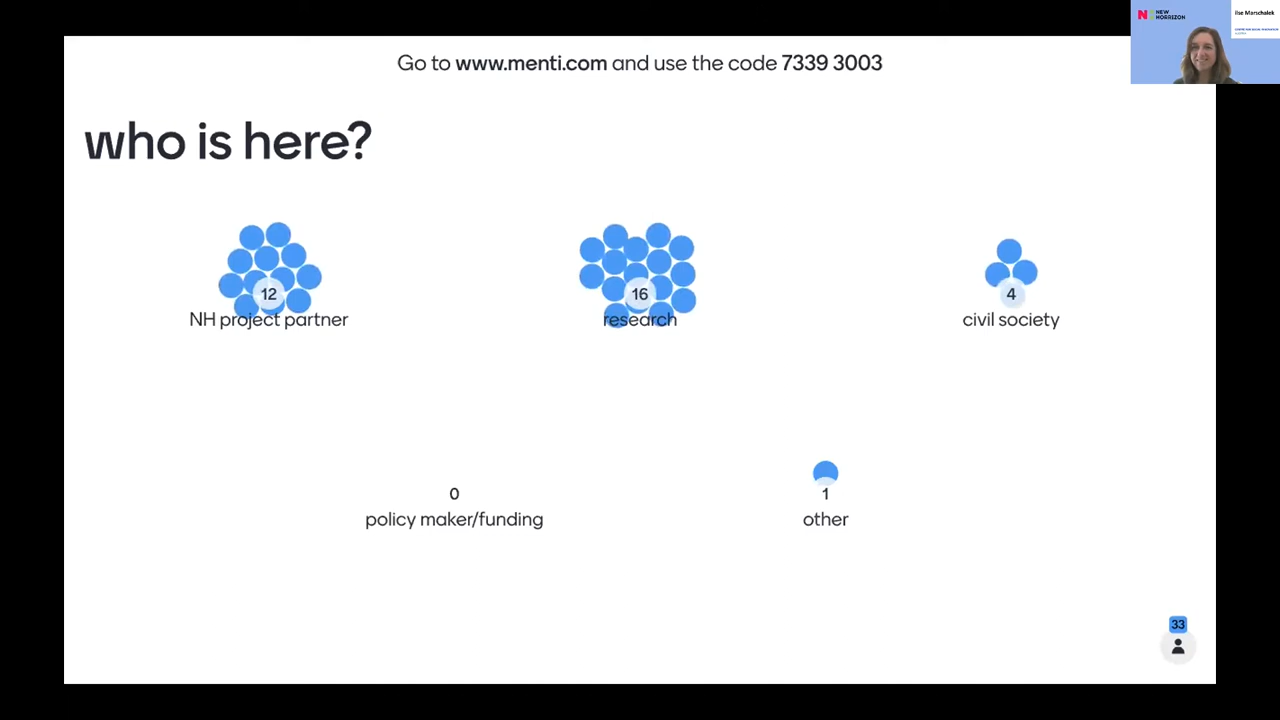 Go to www.menti.com and use the code 7339 3003
NEW
HORRIZON
Ilse Marschalek
who is here?
12
NH project partner
16
research
4
civil society
0
policy maker/funding
1
other
33